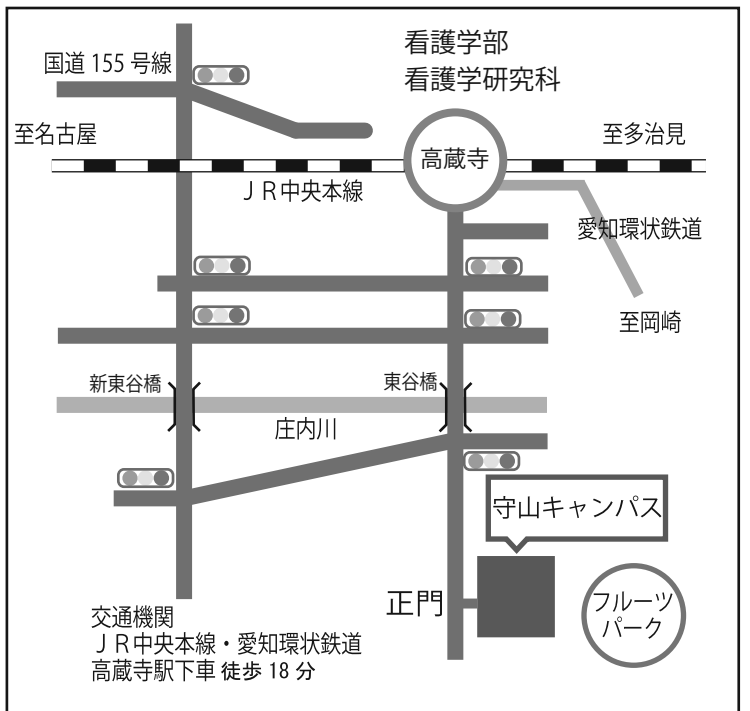 国道 155 号線
看護学部
看護学研究科
至名古屋
高蔵寺
至多治見
ＪＲ中央本線
愛知環状鉄道
至岡崎
新東谷橋
東谷橋
庄内川
守山キャンパス
正門
フルーツ
パーク
交通機関
ＪＲ中央本線・愛知環状鉄道
高蔵寺駅下車 徒歩 18 分